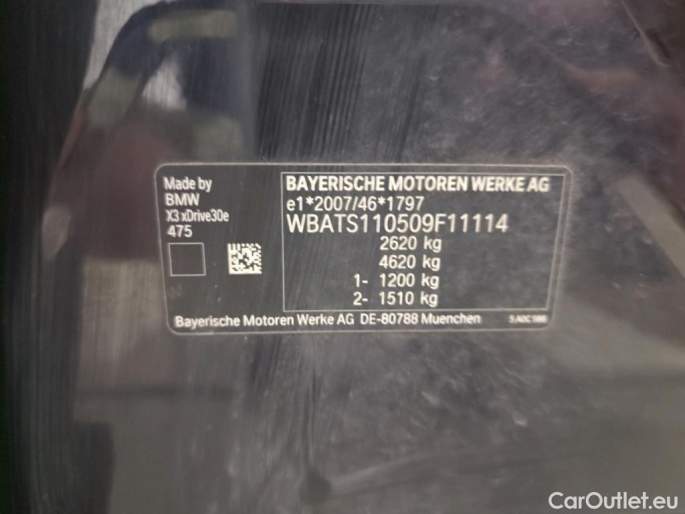 Made by
BMW
X3 xDrive30e
475
BAYERISCHE MOTOREN WERKE AG
e1*2007/46*1797
WBATS110509F11114
2620 kg
4620 kg
1- 1200 kg
2- 1510 kg
Bayerische Motoren Werke AG DE-80788 Muenchen
CarOutlet.eu